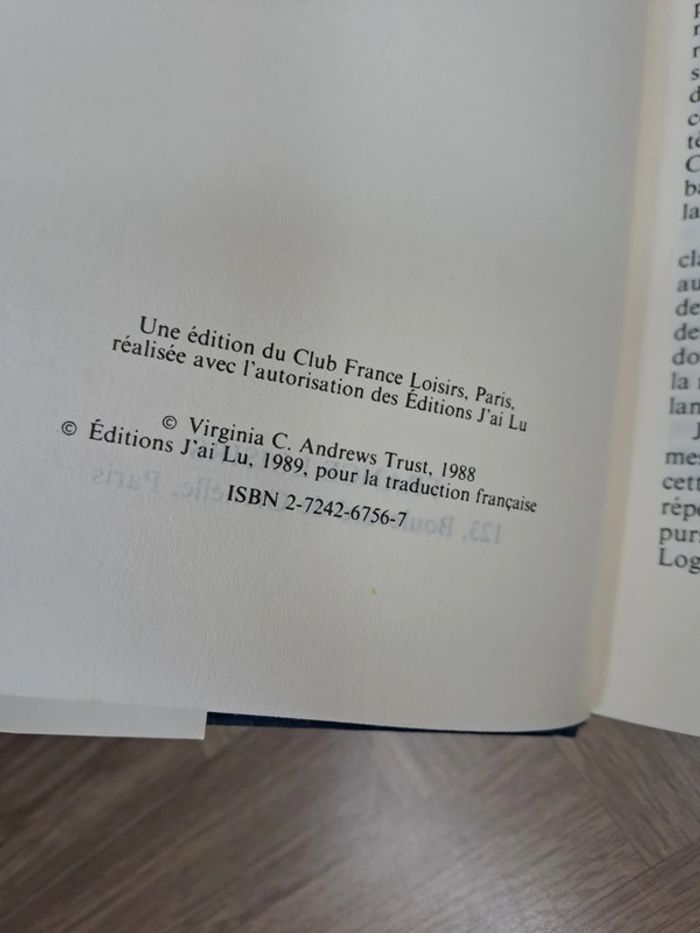 Une édition du Club France Loisirs, Paris,
réalisée avec l'autorisation des Éditions J'ai Lu
© Virginia C. Andrews Trust, 1988
© Éditions J'ai Lu, 1989, pour la traduction française
ISBN 2-7242-6756-7